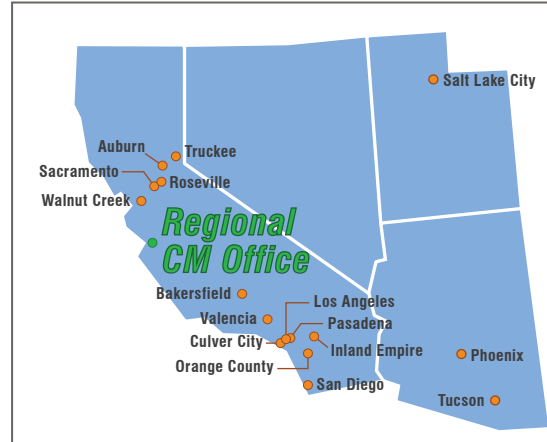 Salt Lake City
Auburn
Truckee
Sacramento
Roseville
Walnut Creek
Regional
CM Office
Bakersfield
Los Angeles
Valencia
Pasadena
Culver City
Inland Empire
Orange County
Phoenix
San Diego
Tucson